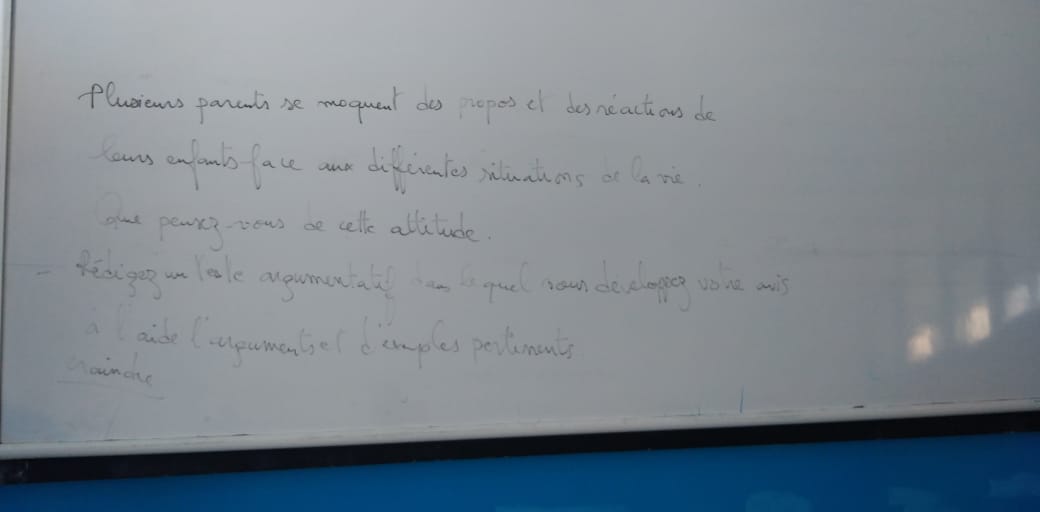 Plusieurs parents se moquent des propos et des réactions de
leurs enfants face aux différentes situations de la vie.
Que pensez-vous de cette attitude.
- Rédigez un texte argumentatif dans lequel vous développez votre avis
à l'aide d'arguments et d'exemples pertinents.
craindre